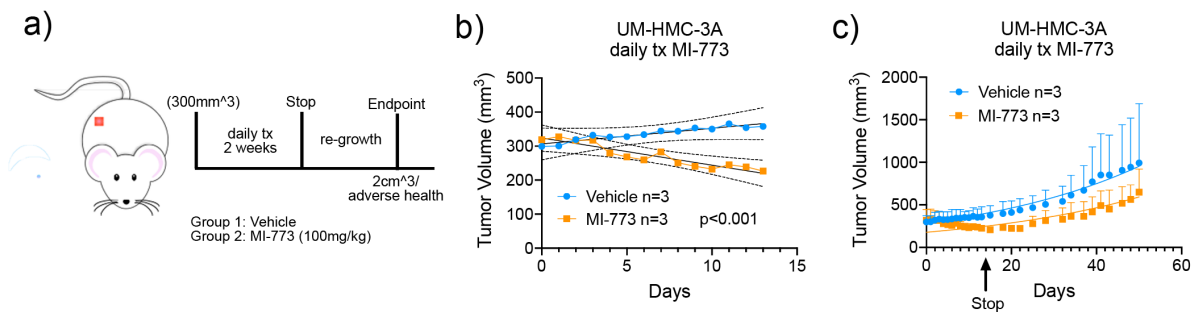 a)
(300mm^3)
Stop
Endpoint
daily tx
2 weeks
re-growth
2cm^3/
adverse health
Group 1: Vehicle
Group 2: MI-773 (100mg/kg)
b)
UM-HMC-3A
daily tx MI-773
Tumor Volume (mm³)
500
400
300
200
100
0
Vehicle n=3
MI-773 n=3
p<0.001
0
5
10
15
Days
c)
UM-HMC-3A
daily tx MI-773
Tumor Volume (mm³)
2000
1500
1000
500
0
Vehicle n=3
MI-773 n=3
0
20
40
60
Days
Stop